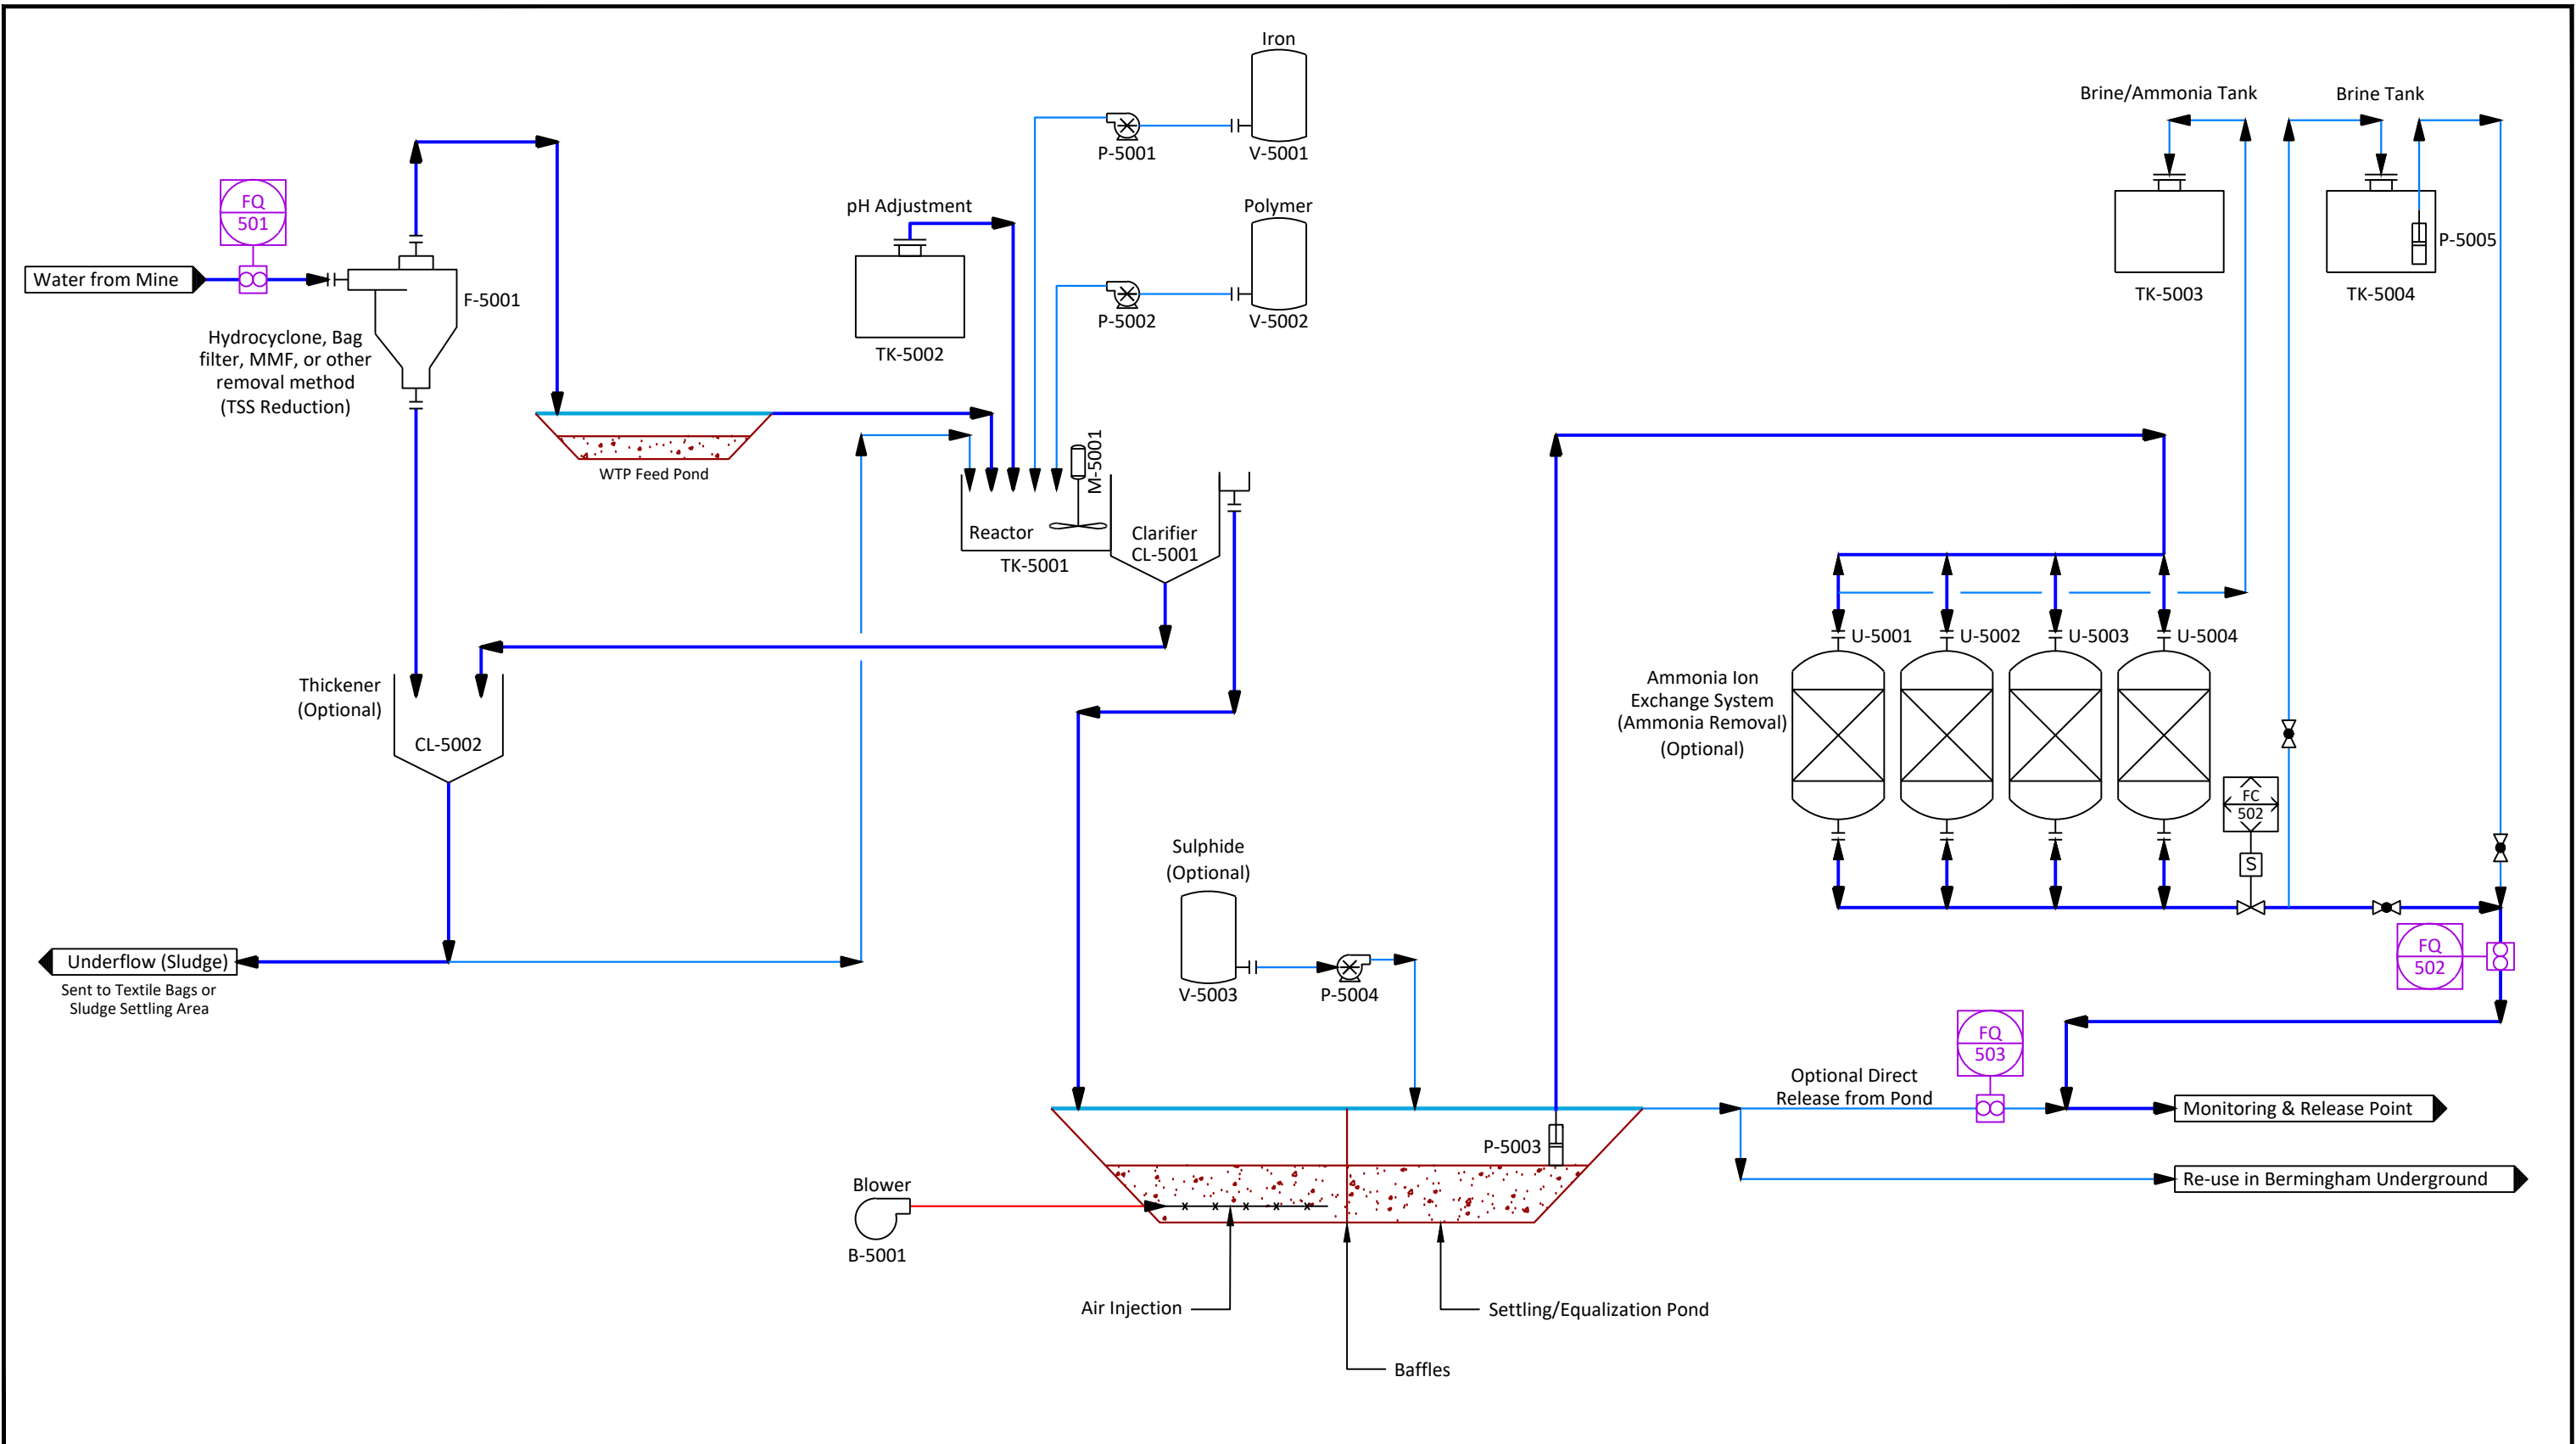 Iron
V-5001
P-5001
Brine/Ammonia Tank
Brine Tank
FQ
501
pH Adjustment
Polymer
V-5002
P-5002
P-5005
TK-5003
TK-5004
Water from Mine
F-5001
Hydrocyclone, Bag
filter, MMF, or other
removal method
(TSS Reduction)
TK-5002
WTP Feed Pond
M-5001
Reactor
TK-5001
Clarifier
CL-5001
U-5001
U-5002
U-5003
U-5004
Thickener
(Optional)
CL-5002
Ammonia Ion
Exchange System
(Ammonia Removal)
(Optional)
FC
502
S
Sulphide
(Optional)
V-5003
P-5004
FQ
502
Underflow (Sludge)
Sent to Textile Bags or
Sludge Settling Area
FQ
503
Optional Direct
Release from Pond
Monitoring & Release Point
P-5003
Re-use in Bermingham Underground
Blower
B-5001
Air Injection
Settling/Equalization Pond
Baffles